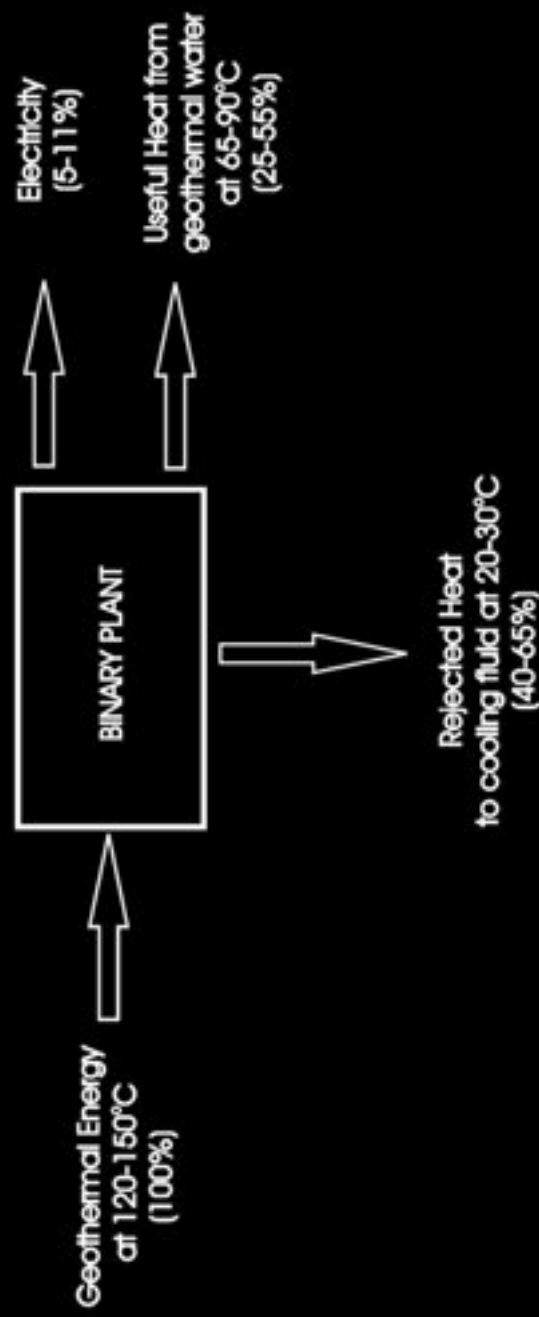 Geothermal Energy
at 120-150°C
(100%)
BINARY PLANT
Electricity
(5-11%)
Useful Heat from
geothermal water
at 65-90°C
(25-55%)
Rejected Heat
to cooling fluid at 20-30°C
(40-65%)